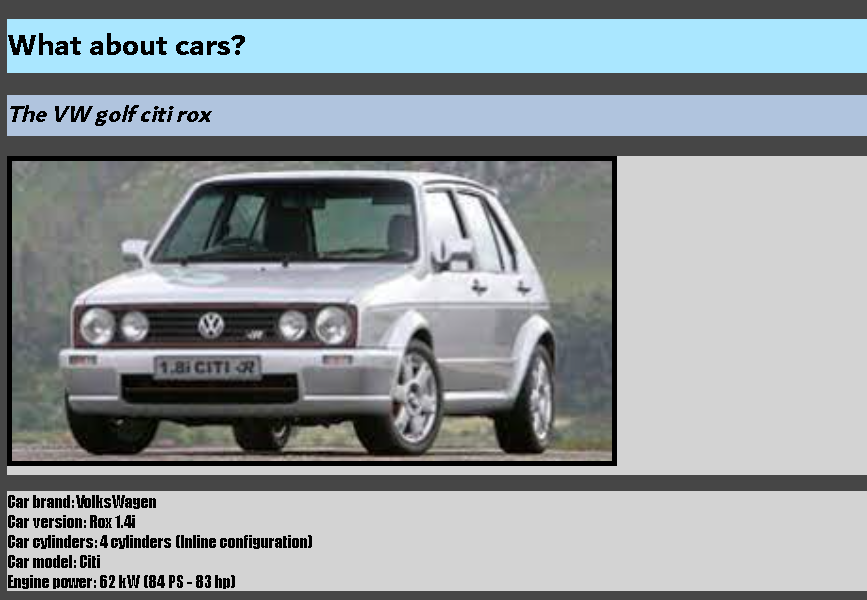 What about cars?
The VW golf citi rox
1.8i CITI R
Car brand: VolksWagen
Car version: Rox 1.4i
Car cylinders: 4 cylinders (Inline configuration)
Car model: Citi
Engine power: 62 kW (84 PS - 83 hp)